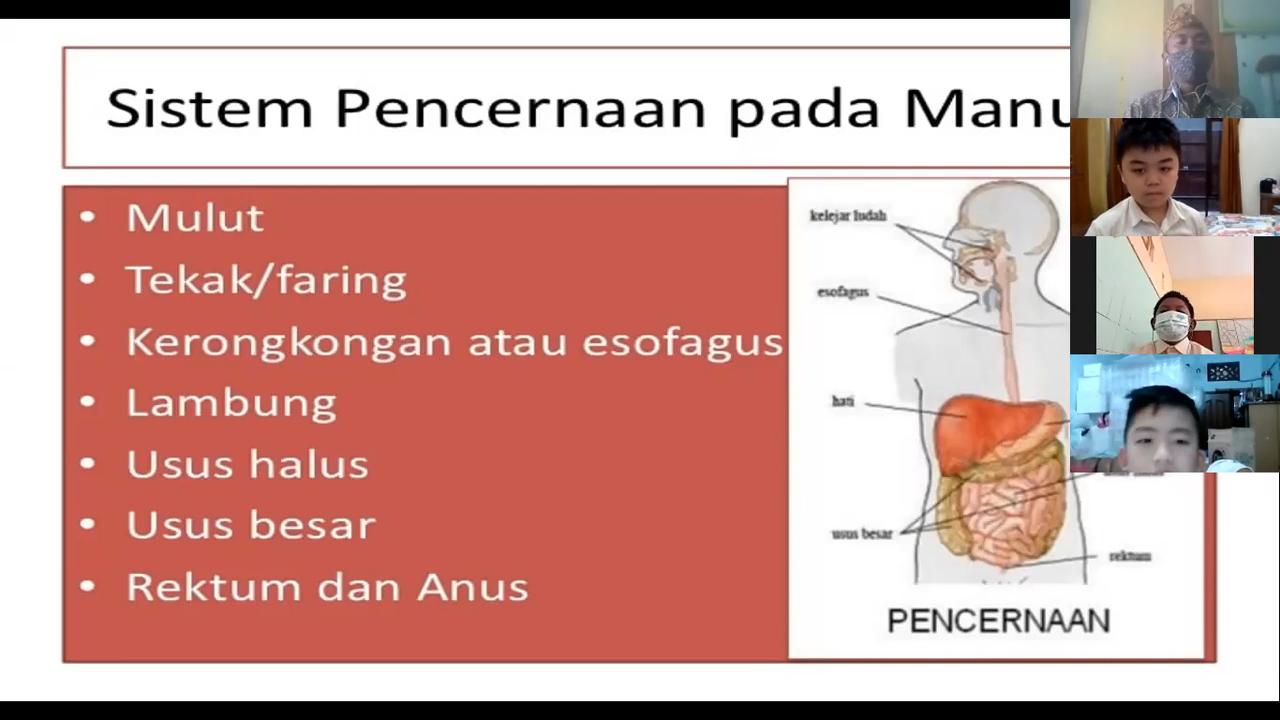 Sistem Pencernaan pada Manu
• Mulut
• Tekak/faring
• Kerongkongan atau esofagus
• Lambung
• Usus halus
• Usus besar
• Rektum dan Anus
kelejar ludah
esofagus
hati
usus besar
rektum
PENCERNAAN